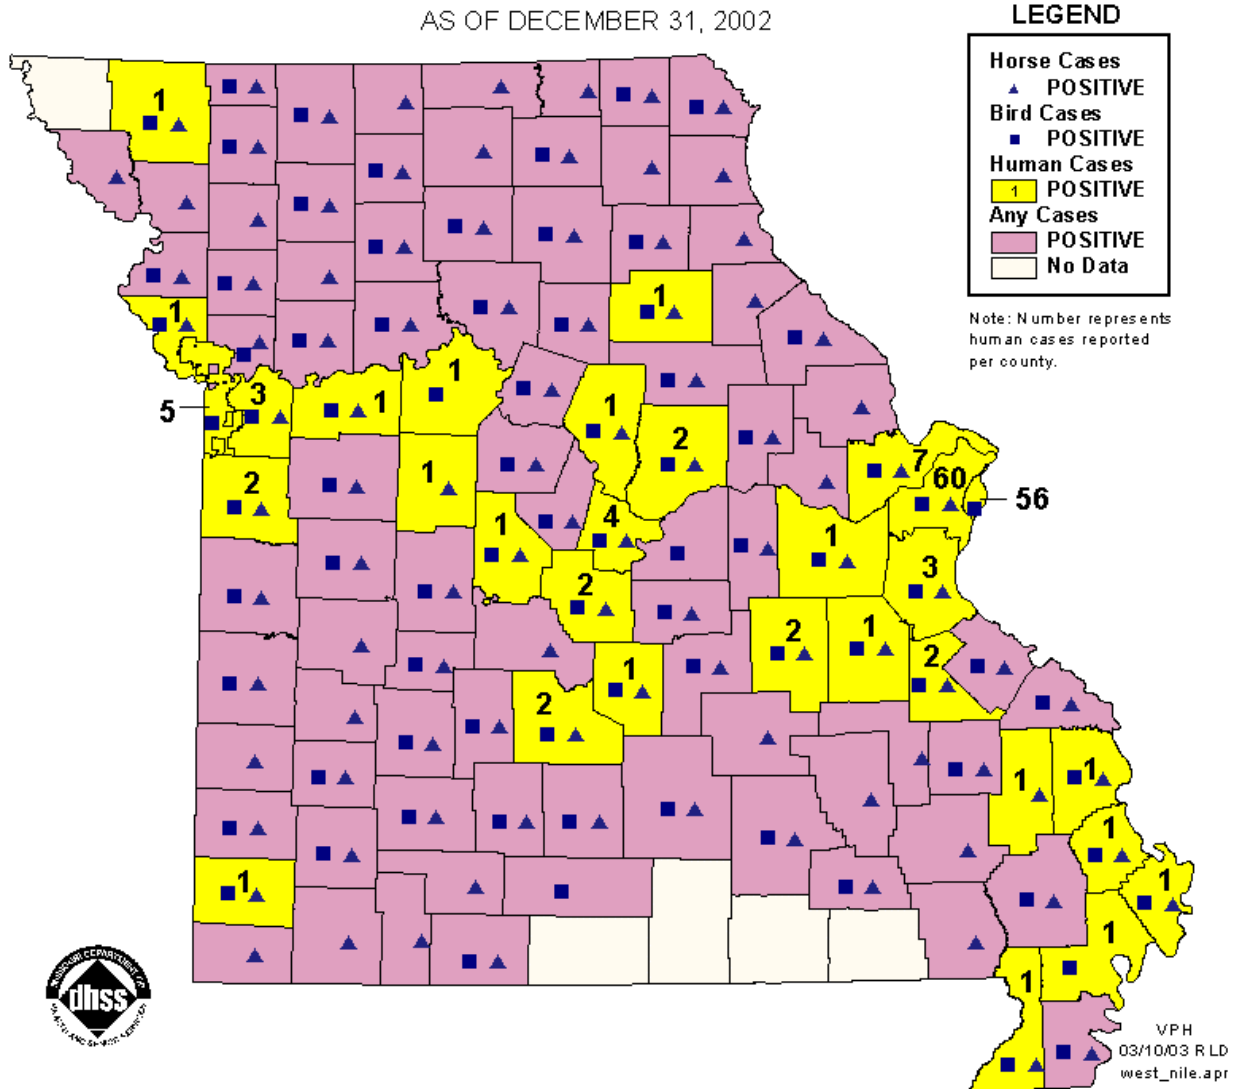 AS OF DECEMBER 31, 2002
LEGEND
Horse Cases
POSITIVE
Bird Cases
POSITIVE
Human Cases
1 POSITIVE
Any Cases
POSITIVE
No Data
Note: Number represents
human cases reported
per county.
1
1
1
1
3
1
1
5
1
2
7
60
2
1
56
1
4
1
2
3
2
1
2
1
2
1
1
1
1
1
1
1
dhss
VPH
03/10/03 RLD
west_nile.apr